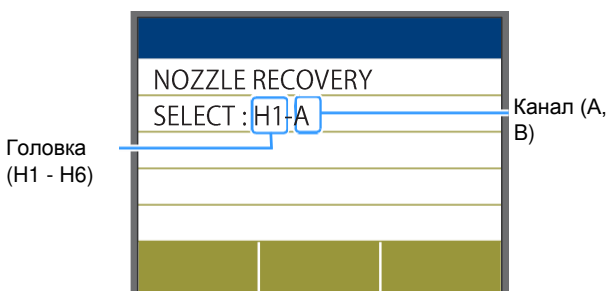 NOZZLE RECOVERY
SELECT : H1-A
Канал (A,
B)
Головка
(H1 - H6)